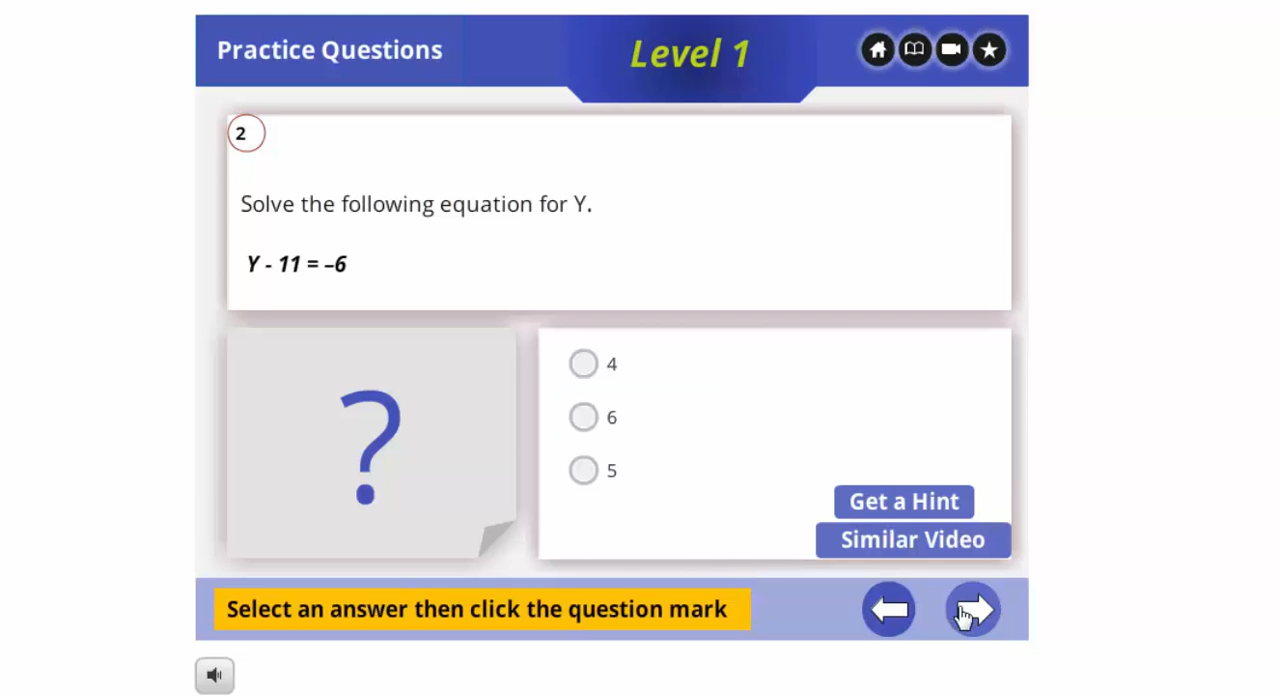 Practice Questions
Level 1
2
Solve the following equation for Y.
Y - 11 = –6
?
4
6
5
Get a Hint
Similar Video
Select an answer then click the question mark